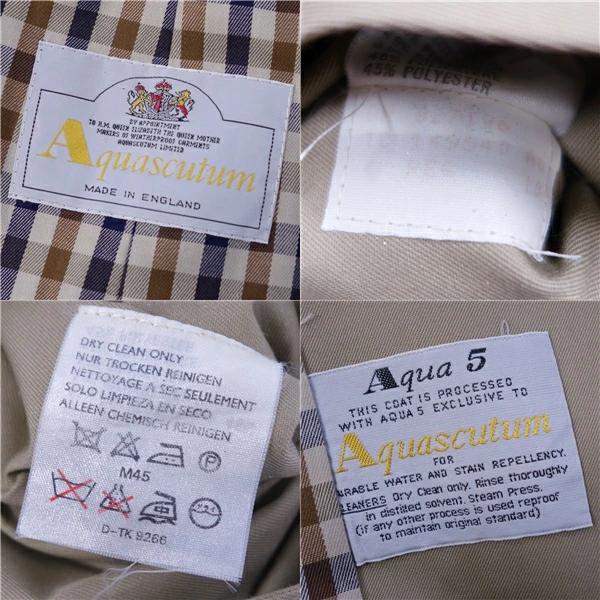 BY APPOINTMENT
TO H.M. QUEEN ELIZABETH THE QUEEN MOTHER
MAKERS OF WEATHERPROOF GARMENTS
AQUASCUTUM LIMITED
Aquascutum
MADE IN ENGLAND
45% POLYESTER
DRY CLEAN ONLY
NUR TROCKEN REINIGEN
NETTOYAGE A SEC SEULEMENT
SOLO LIMPIEZA EN SECO
ALLEEN CHEMISCH REINIGEN
P
M45
D-TK 9266
Aqua 5
THIS COAT IS PROCESSED
WITH AQUA 5 EXCLUSIVE TO
Aquascutum
FOR
RABLE WATER AND STAIN REPELLENCY.
LEANERS Dry Clean only. Rinse thoroughly
in distilled solvent. Steam Press.
(if any other process is used reproof
to maintain original standard)